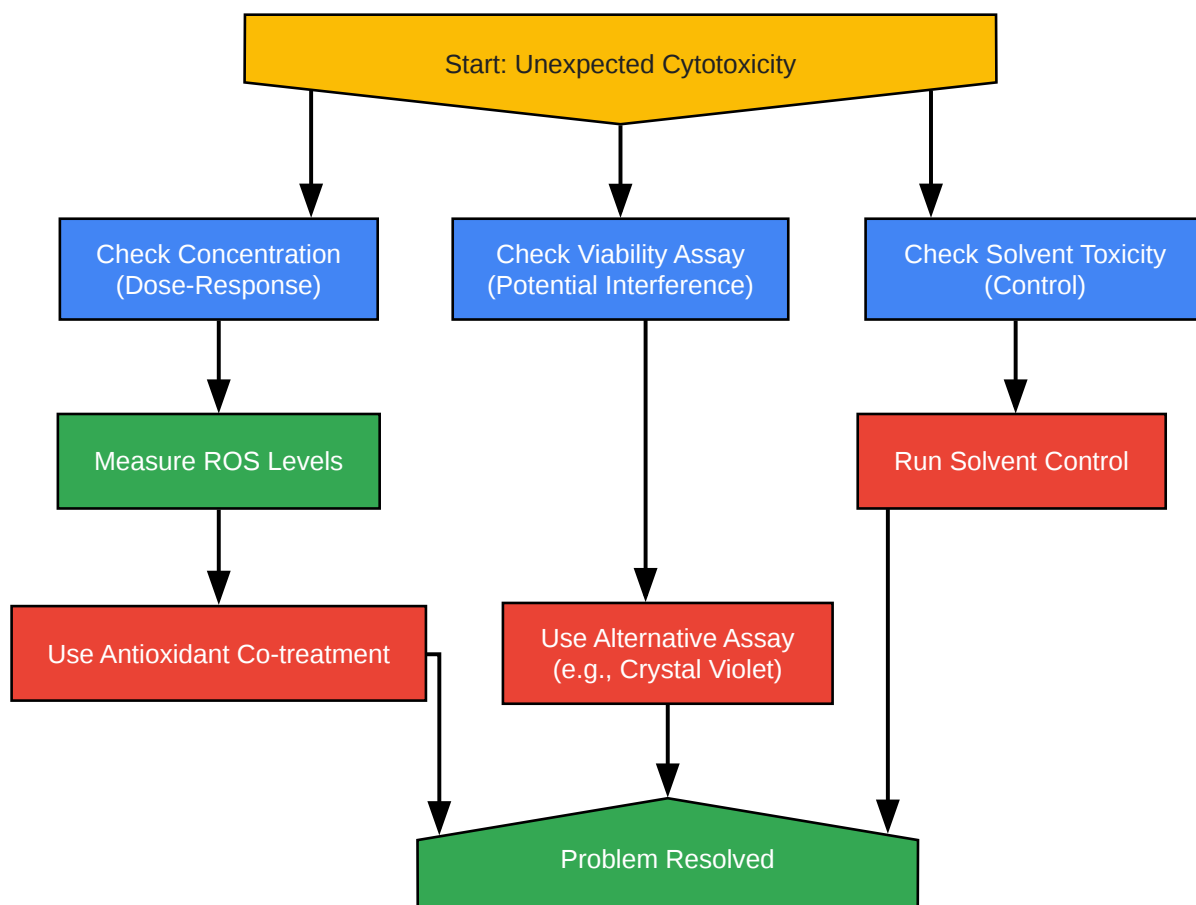 Start: Unexpected Cytotoxicity
Check Concentration
(Dose-Response)
Check Viability Assay
(Potential Interference)
Check Solvent Toxicity
(Control)
Measure ROS Levels
Run Solvent Control
Use Antioxidant Co-treatment
Use Alternative Assay
(e.g., Crystal Violet)
Problem Resolved